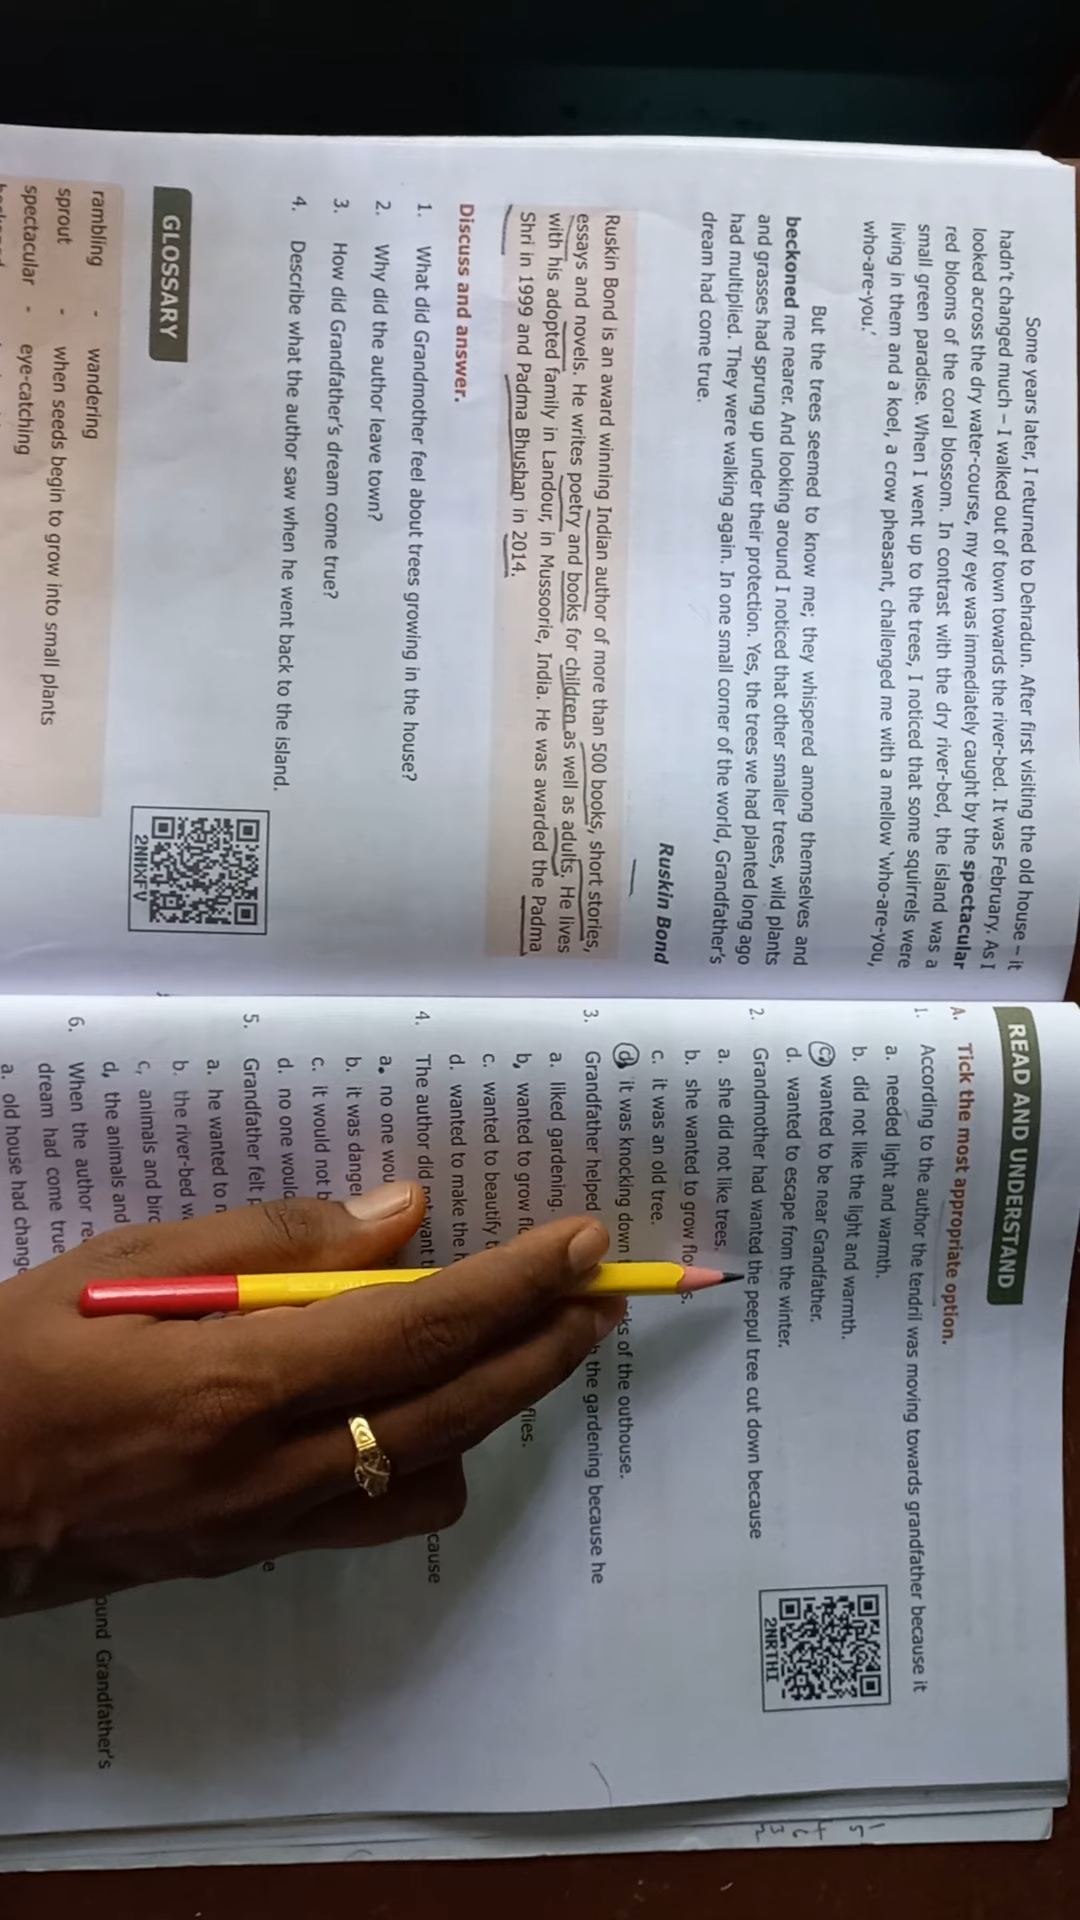 Some years later, I returned to Dehradun. After first visiting the old house – it
hadn't changed much – I walked out of town towards the river-bed. It was February. As I
looked across the dry water-course, my eye was immediately caught by the spectacular
red blooms of the coral blossom. In contrast with the dry river-bed, the island was a
small green paradise. When I went up to the trees, I noticed that some squirrels were
living in them and a koel, a crow pheasant, challenged me with a mellow 'who-are-you,
who-are-you.'
But the trees seemed to know me; they whispered among themselves and
beckoned me nearer. And looking around I noticed that other smaller trees, wild plants
and grasses had sprung up under their protection. Yes, the trees we had planted long ago
had multiplied. They were walking again. In one small corner of the world, Grandfather's
dream had come true.
Ruskin Bond
Ruskin Bond is an award winning Indian author of more than 500 books, short stories,
essays and novels. He writes poetry and books for children as well as adults. He lives
with his adopted family in Landour, in Mussoorie, India. He was awarded the Padma
Shri in 1999 and Padma Bhushan in 2014.
Discuss and answer.
1. What did Grandmother feel about trees growing in the house?
2. Why did the author leave town?
3. How did Grandfather's dream come true?
4. Describe what the author saw when he went back to the island.
2NHXFV
GLOSSARY
rambling - wandering
sprout - when seeds begin to grow into small plants
spectacular - eye-catching
READ AND UNDERSTAND
A. Tick the most appropriate option.
1. According to the author the tendril was moving towards grandfather because it
a. needed light and warmth.
b. did not like the light and warmth.
c. wanted to be near Grandfather.
d. wanted to escape from the winter.
2NRTHI
2. Grandmother had wanted the peepul tree cut down because
a. she did not like trees.
b. she wanted to grow
c. it was an old tree.
d. it was knocking down of the outhouse.
3. Grandfather helped the gardening because he
a. liked gardening.
b. wanted to grow
c. wanted to beautify
d. wanted to make the
4. The author did not want cause
a. no one
b. it was
c. it would not
d. no one
5. Grandfather felt
a. he wanted to
b. the river-bed
c. animals and
d. the animals and
6. When the author Grandfather's
dream had come true
a. old house had
1
5
+
6
3
2